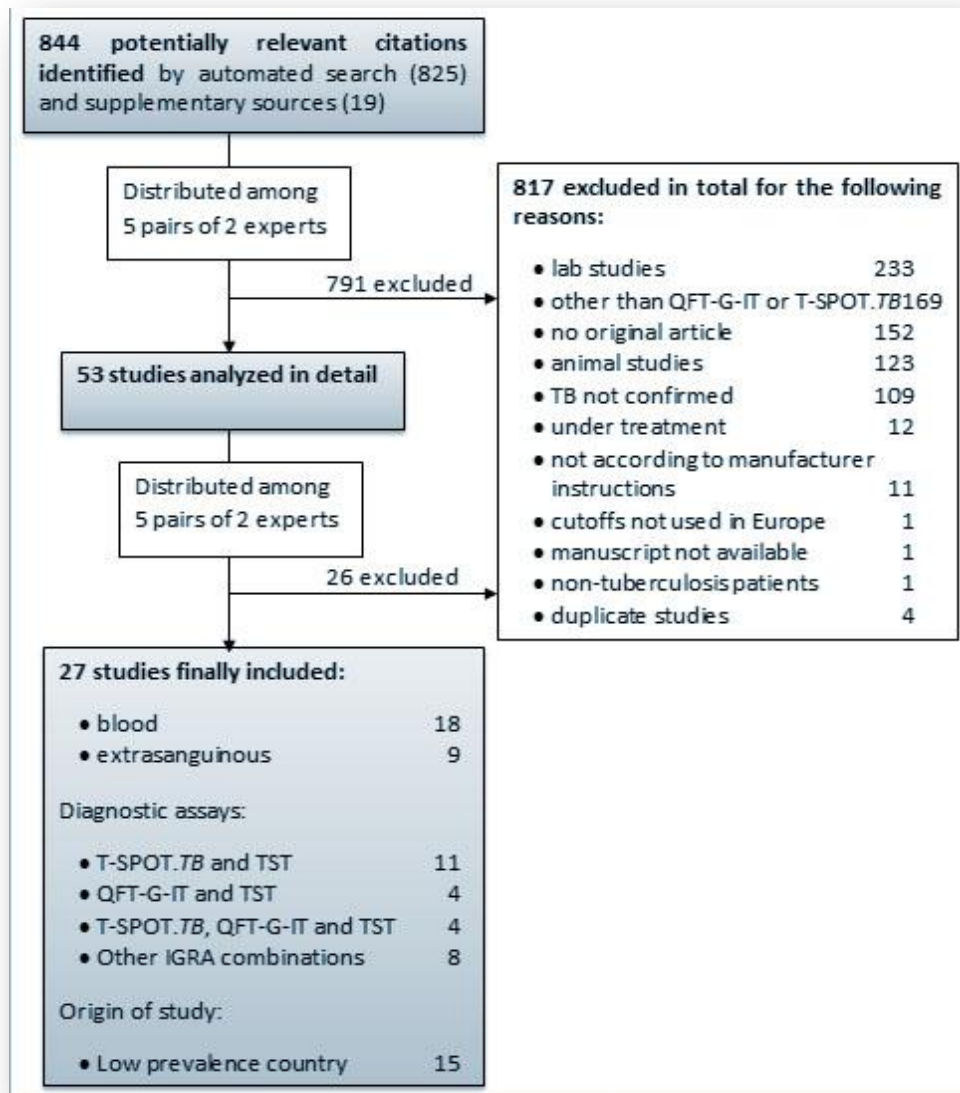 844 potentially relevant citations
identified by automated search (825)
and supplementary sources (19)
Distributed among
5 pairs of 2 experts
791 excluded
817 excluded in total for the following
reasons:
• lab studies 233
• other than QFT-G-IT or T-SPOT.TB169
• no original article 152
• animal studies 123
• TB not confirmed 109
• under treatment 12
• not according to manufacturer
instructions 11
• cutoffs not used in Europe 1
• manuscript not available 1
• non-tuberculosis patients 1
• duplicate studies 4
53 studies analyzed in detail
Distributed among
5 pairs of 2 experts
26 excluded
27 studies finally included:
• blood 18
• extrasanguinous 9
Diagnostic assays:
• T-SPOT.TB and TST 11
• QFT-G-IT and TST 4
• T-SPOT.TB, QFT-G-IT and TST 4
• Other IGRA combinations 8
Origin of study:
• Low prevalence country 15